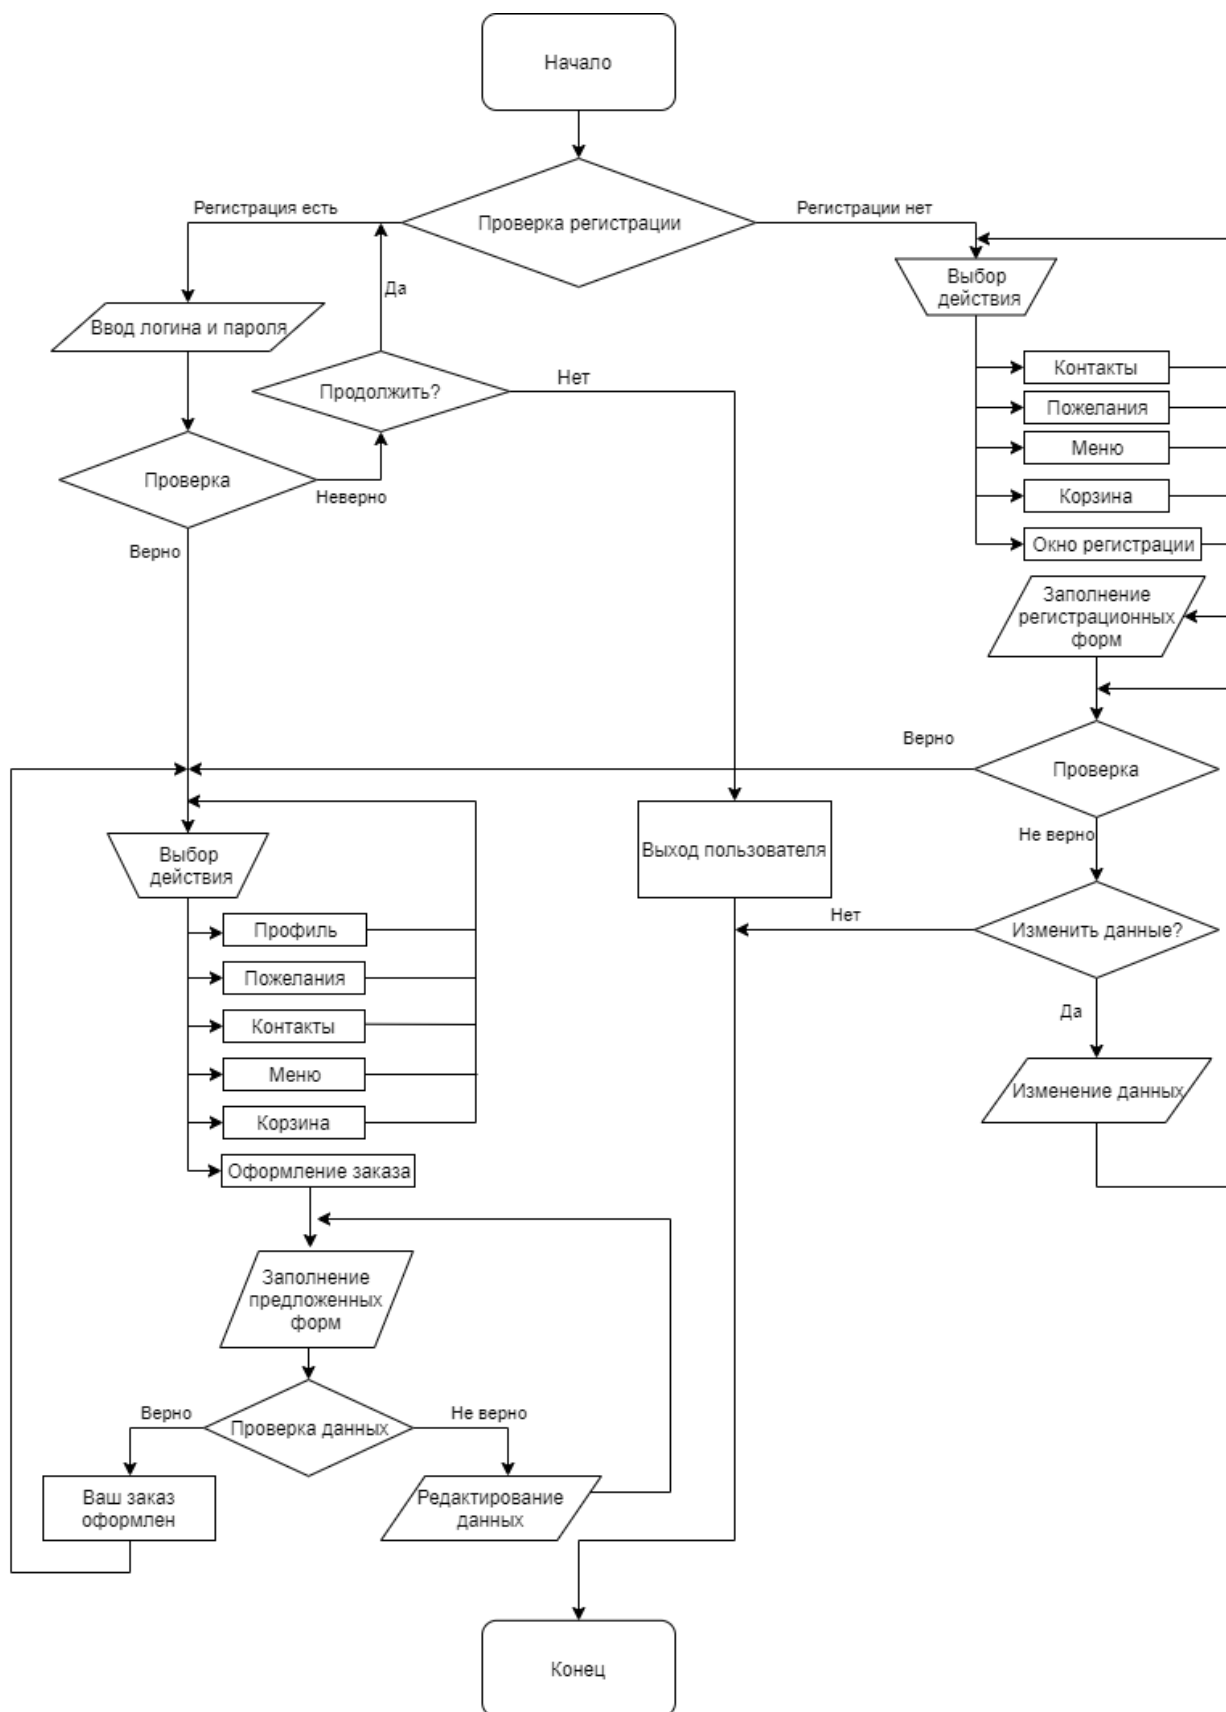 Начало
Проверка регистрации
Регистрация есть
Регистрации нет
Выбор
действия
Ввод логина и пароля
Да
Продолжить?
Нет
Контакты
Пожелания
Меню
Корзина
Окно регистрации
Проверка
Неверно
Верно
Заполнение
регистрационных
форм
Верно
Проверка
Не верно
Выбор
действия
Выход пользователя
Нет
Изменить данные?
Да
Изменение данных
Профиль
Пожелания
Контакты
Меню
Корзина
Оформление заказа
Заполнение
предложенных
форм
Верно
Проверка данных
Не верно
Ваш заказ
оформлен
Редактирование
данных
Конец